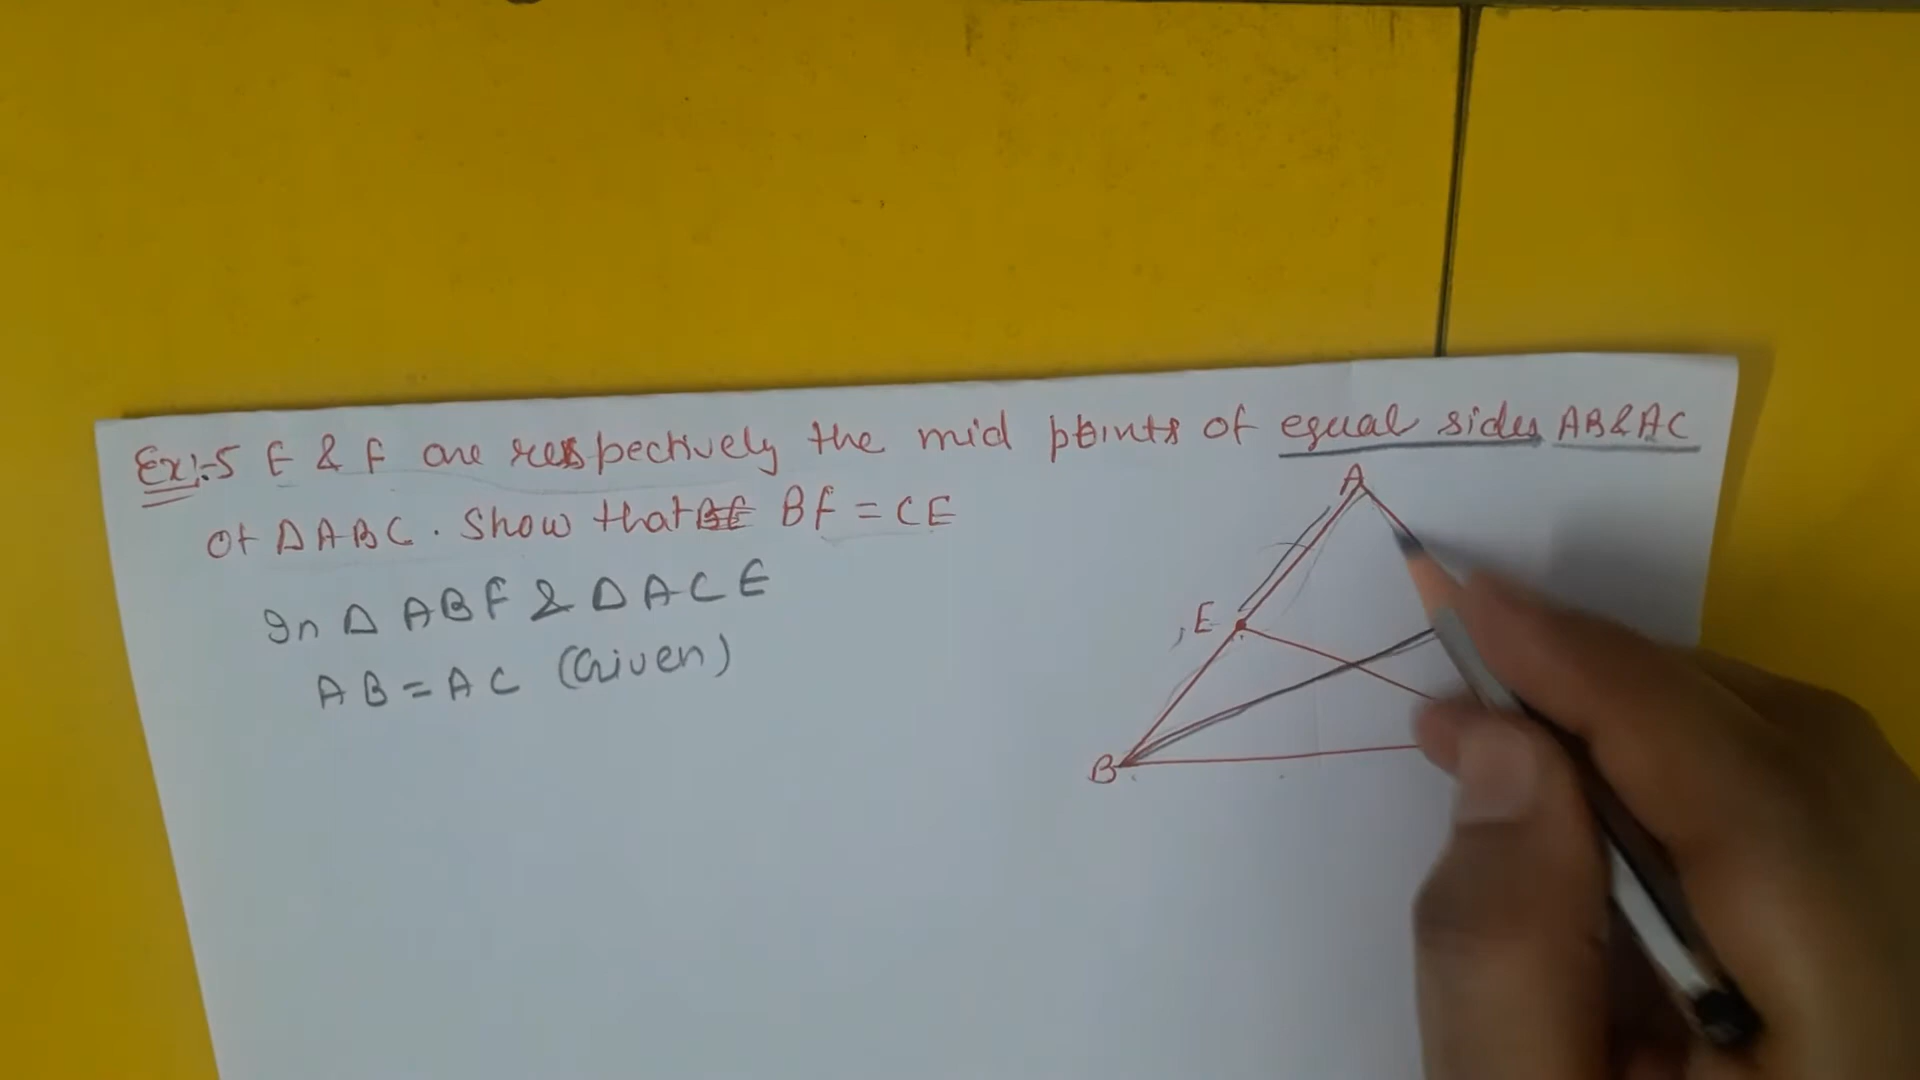 Ex:-5 E & F are respectively the mid points of equal sides AB & AC
of Δ ABC. Show that BF = CE
In Δ ABF & Δ ACE
AB = AC (Given)
A
E
B